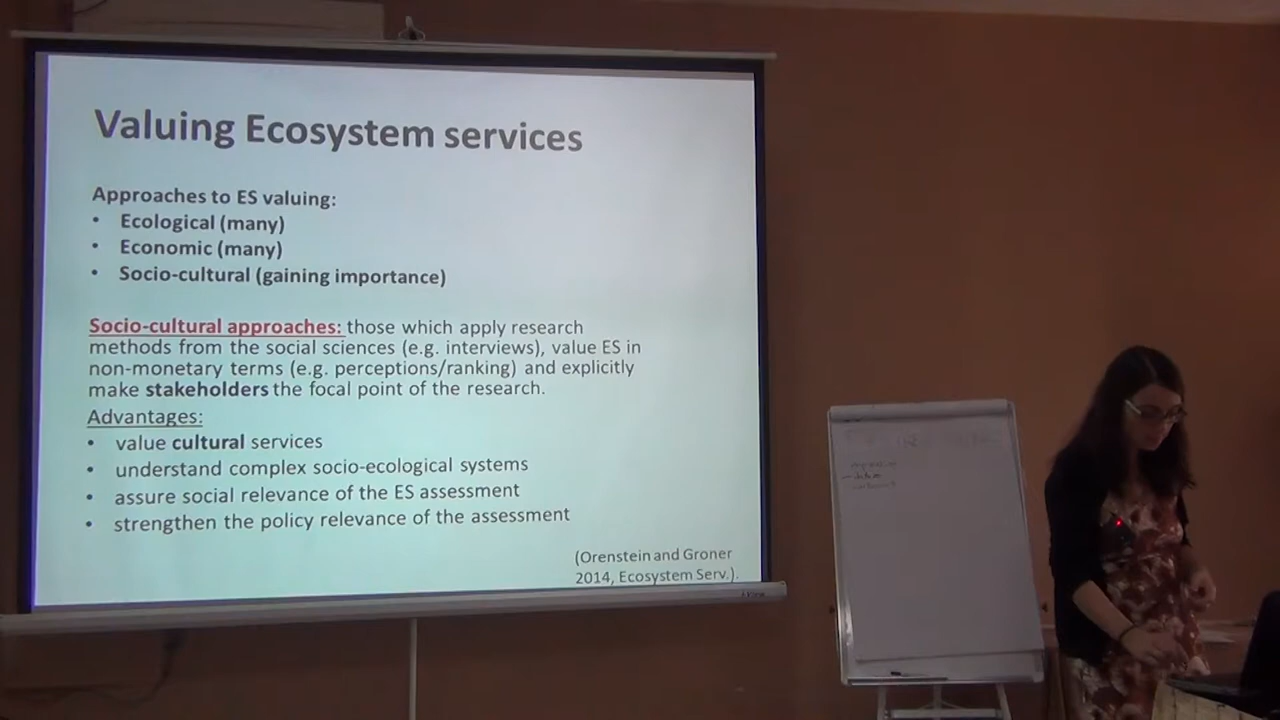 Valuing Ecosystem services
Approaches to ES valuing:
• Ecological (many)
• Economic (many)
• Socio-cultural (gaining importance)
Socio-cultural approaches: those which apply research
methods from the social sciences (e.g. interviews), value ES in
non-monetary terms (e.g. perceptions/ranking) and explicitly
make stakeholders the focal point of the research.
Advantages:
• value cultural services
• understand complex socio-ecological systems
• assure social relevance of the ES assessment
• strengthen the policy relevance of the assessment
(Orenstein and Groner
2014, Ecosystem Serv.).